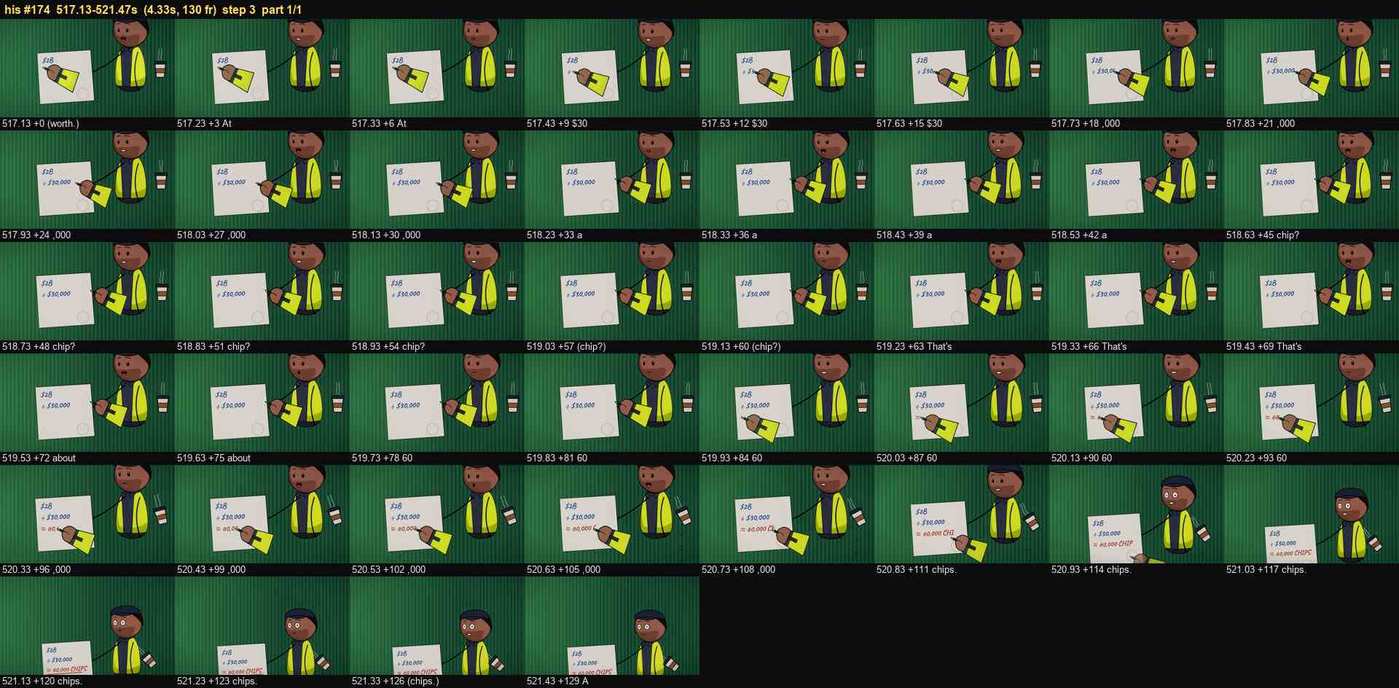 his #174 517.13-521.47s (4.33s, 130 fr) step 3 part 1/1
517.13 +0 (worth.) 517.23 +3 At 517.33 +6 At 517.43 +9 $30 517.53 +12 $30 517.63 +15 $30 517.73 +18 ,000 517.83 +21 ,000
517.93 +24 ,000 518.03 +27 ,000 518.13 +30 ,000 518.23 +33 a 518.33 +36 a 518.43 +39 a 518.53 +42 a 518.63 +45 chip?
518.73 +48 chip? 518.83 +51 chip? 518.93 +54 chip? 519.03 +57 (chip?) 519.13 +60 (chip?) 519.23 +63 That's 519.33 +66 That's 519.43 +69 That's
519.53 +72 about 519.63 +75 about 519.73 +78 60 519.83 +81 60 519.93 +84 60 520.03 +87 60 520.13 +90 60 520.23 +93 60
520.33 +96 ,000 520.43 +99 ,000 520.53 +102 ,000 520.63 +105 ,000 520.73 +108 ,000 520.83 +111 chips. 520.93 +114 chips. 521.03 +117 chips.
$2B
÷ $30,000
= 60,000 CHIPS
521.13 +120 chips. 521.23 +123 chips. 521.33 +126 (chips.) 521.43 +129 A